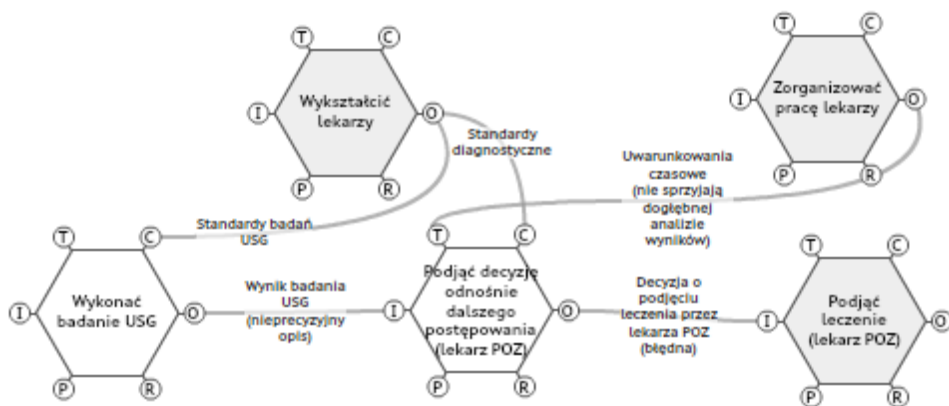 T
C
T
C
Wykształcić
lekarzy
I
O
Zorganizować
pracę lekarzy
I
O
Standardy
diagnostyczne
Uwarunkowania
czasowe
(nie sprzyjają
dogłębnej
analizie
wyników)
P
R
P
R
Standardy badań
USG
T
C
T
C
T
C
Wykonać
badanie USG
I
O
Wynik badania
USG
(nieprecyzyjny
opis)
I
Podjąć decyzję
odnośnie
dalszego
postępowania
(lekarz POZ)
O
Decyzja o
podjęciu
leczenia przez
lekarza POZ
(błędna)
I
Podjąć
leczenie
(lekarz POZ)
O
P
R
P
R
P
R